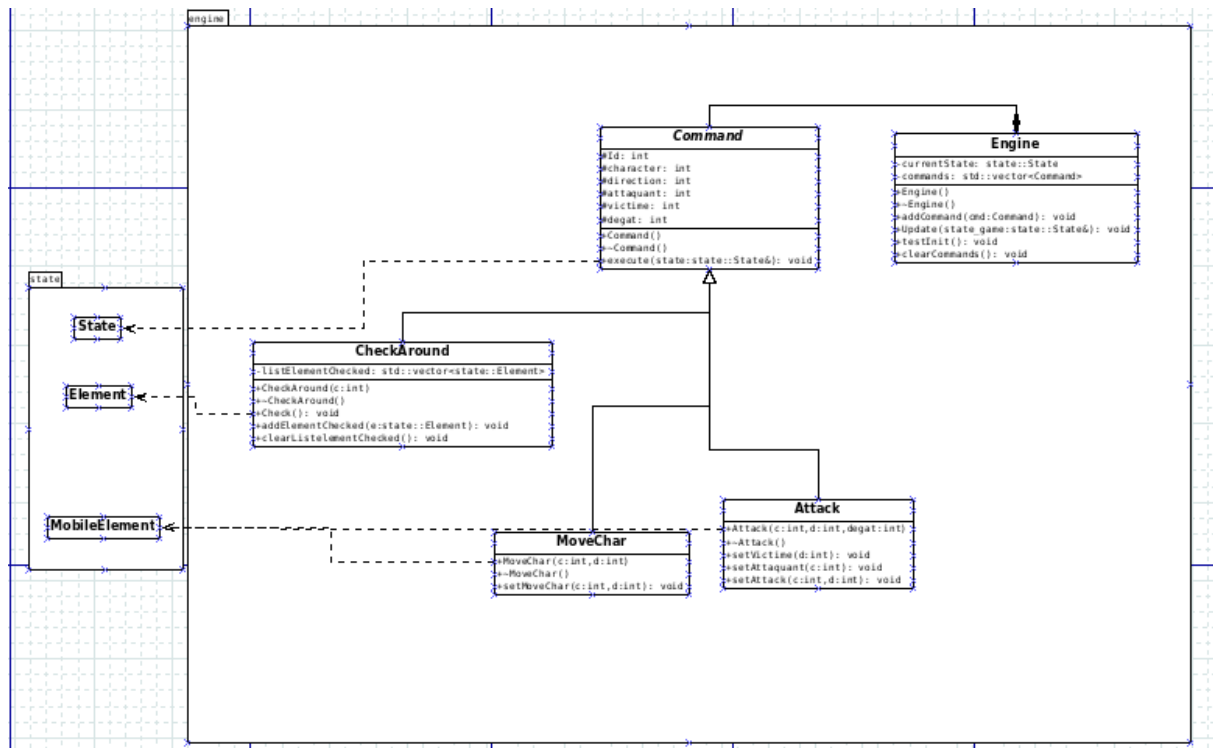 engine
Command
#Id: int
#character: int
#direction: int
#attaquant: int
#victime: int
#degat: int
+Command()
+~Command()
+execute(state:state::State&): void
Engine
-currentState: state::State
-commands: std::vector<Command>
+Engine()
+~Engine()
+addCommand(cmd:Command): void
+Update(state_game:state::State&): void
+testInit(): void
+clearCommands(): void
state
State
Element
MobileElement
CheckAround
-listElementChecked: std::vector<state::Element>
+CheckAround(c:int)
+~CheckAround()
+Check(): void
+addElementChecked(e:state::Element): void
+clearListelementChecked(): void
MoveChar
+MoveChar(c:int,d:int)
+~MoveChar()
+setMoveChar(c:int,d:int): void
Attack
+Attack(c:int,d:int,degat:int)
+~Attack()
+setVictime(d:int): void
+setAttaquant(c:int): void
+setAttack(c:int,d:int): void